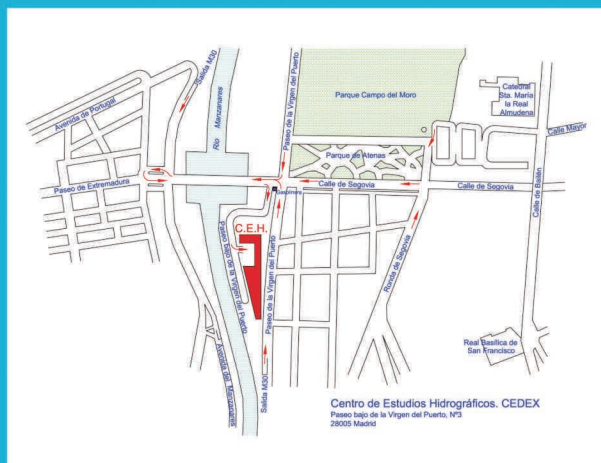 Salida M30
Avenida de Portugal
Río Manzanares
Paseo de la Virgen del Puerto
Parque Campo del Moro
Catedral
Sta. María
la Real
Almudena
Calle Mayor
Parque de Atenas
Paseo de Extremadura
Calle de Segovia
Calle de Segovia
Calle de Bailén
C.E.H.
Paseo bajo de la Virgen del Puerto
Paseo de la Virgen del Puerto
Ronda de Segovia
Real Basílica de
San Francisco
Avenida del Manzanares
Salida M30
Centro de Estudios Hidrográficos. CEDEX
Paseo bajo de la Virgen del Puerto, Nº3
28005 Madrid